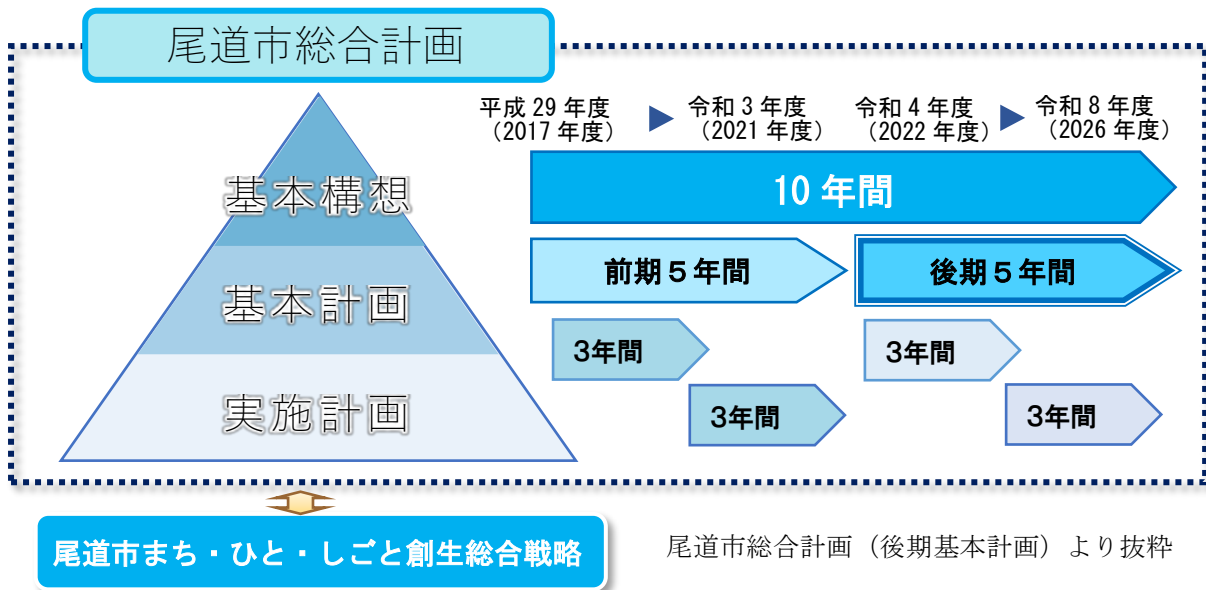 尾道市総合計画
平成 29 年度
（2017 年度）
令和 3 年度
（2021 年度）
令和 4 年度
（2022 年度）
令和 8 年度
（2026 年度）
基本構想
10 年間
基本計画
前期５年間
後期５年間
実施計画
3年間
3年間
3年間
3年間
尾道市まち・ひと・しごと創生総合戦略
尾道市総合計画（後期基本計画）より抜粋